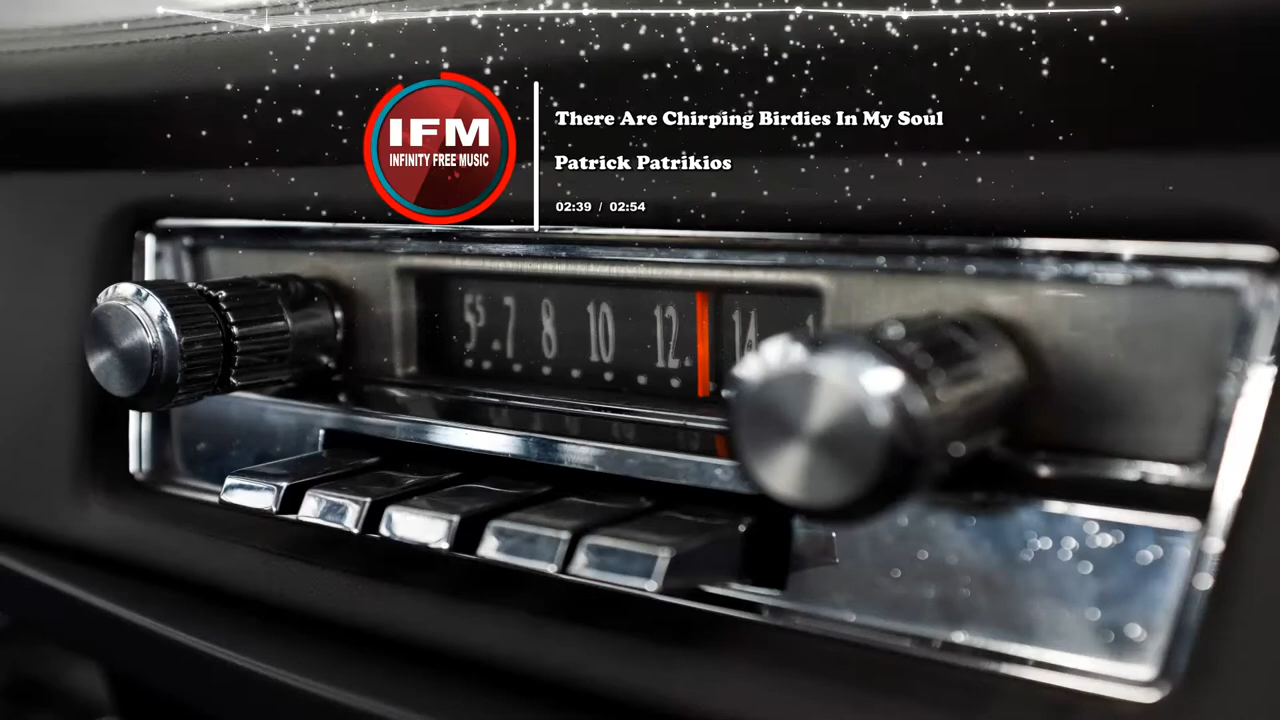 IFM
INFINITY FREE MUSIC
There Are Chirping Birdies In My Soul
Patrick Patrikios
02:39 / 02:54
55 7 8 10 12 14